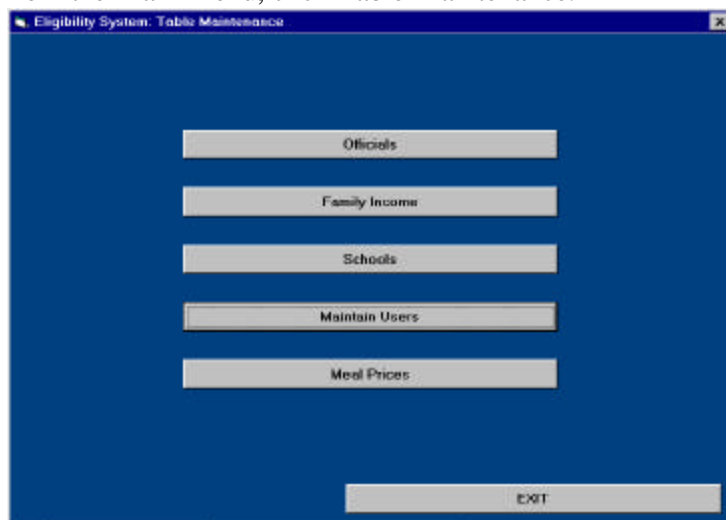 Eligibility System: Table Maintenance
Officials
Family Income
Schools
Maintain Users
Meal Prices
EXIT